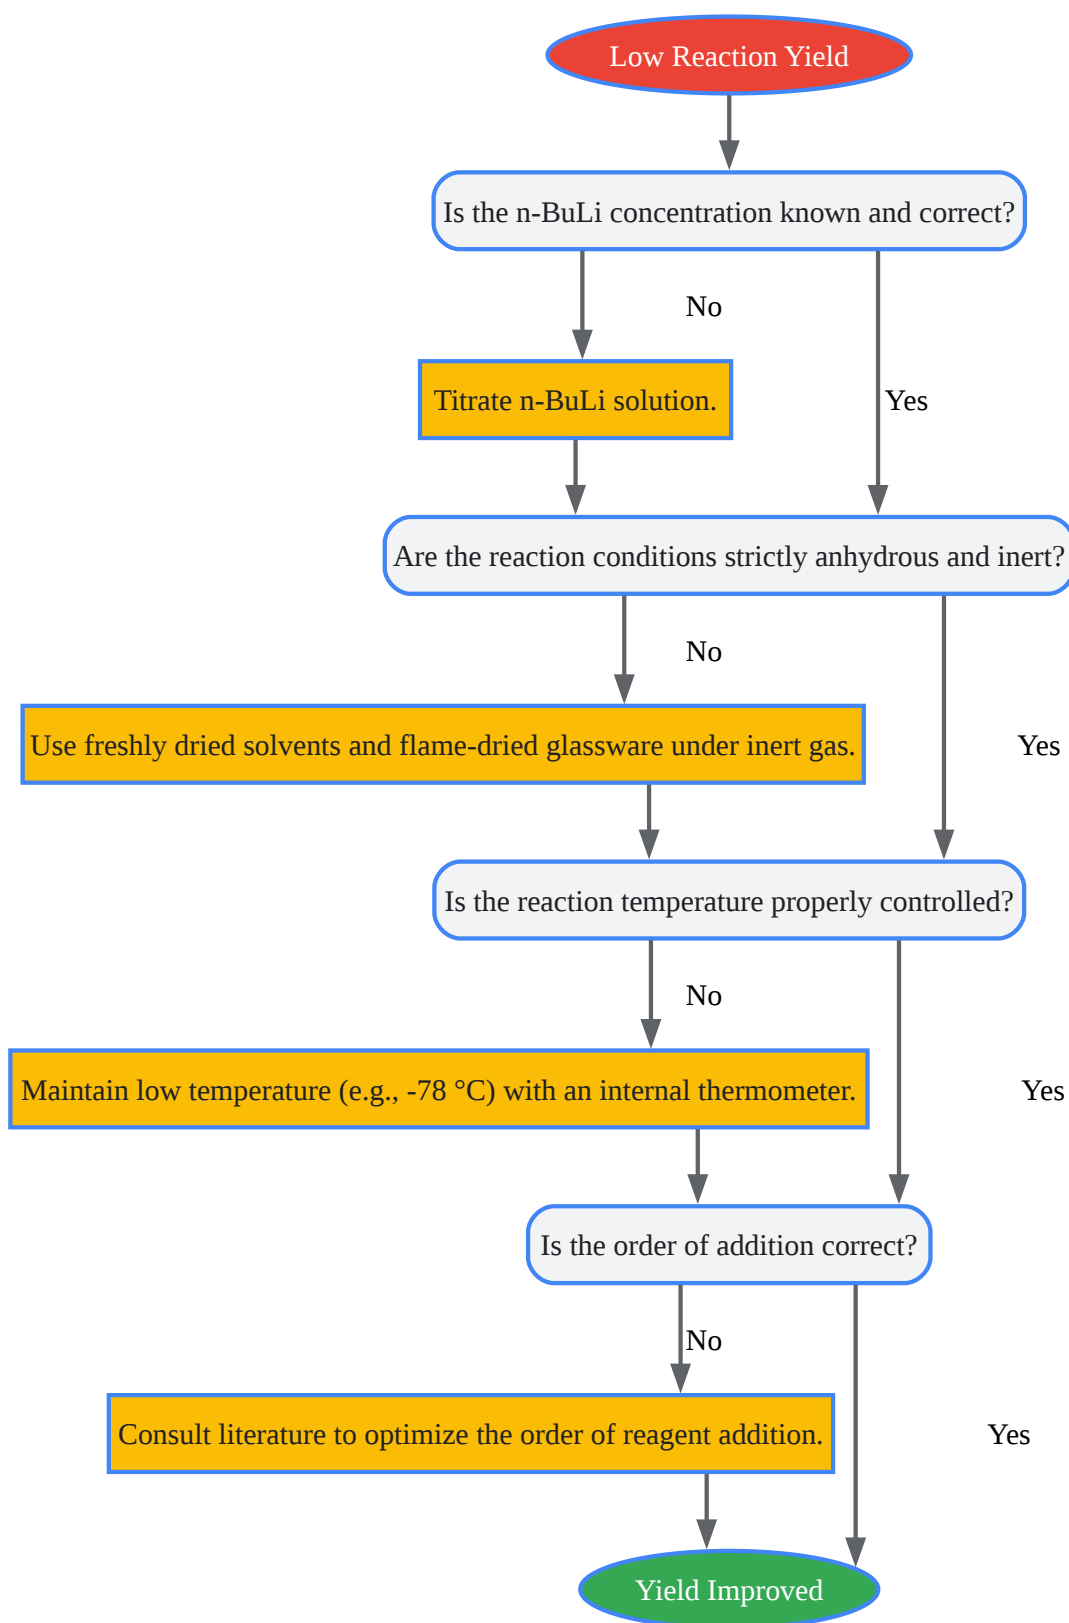 Low Reaction Yield
Is the n-BuLi concentration known and correct?
No
Titrate n-BuLi solution.
Yes
Are the reaction conditions strictly anhydrous and inert?
No
Use freshly dried solvents and flame-dried glassware under inert gas.
Yes
Is the reaction temperature properly controlled?
No
Maintain low temperature (e.g., -78 °C) with an internal thermometer.
Yes
Is the order of addition correct?
No
Consult literature to optimize the order of reagent addition.
Yes
Yield Improved